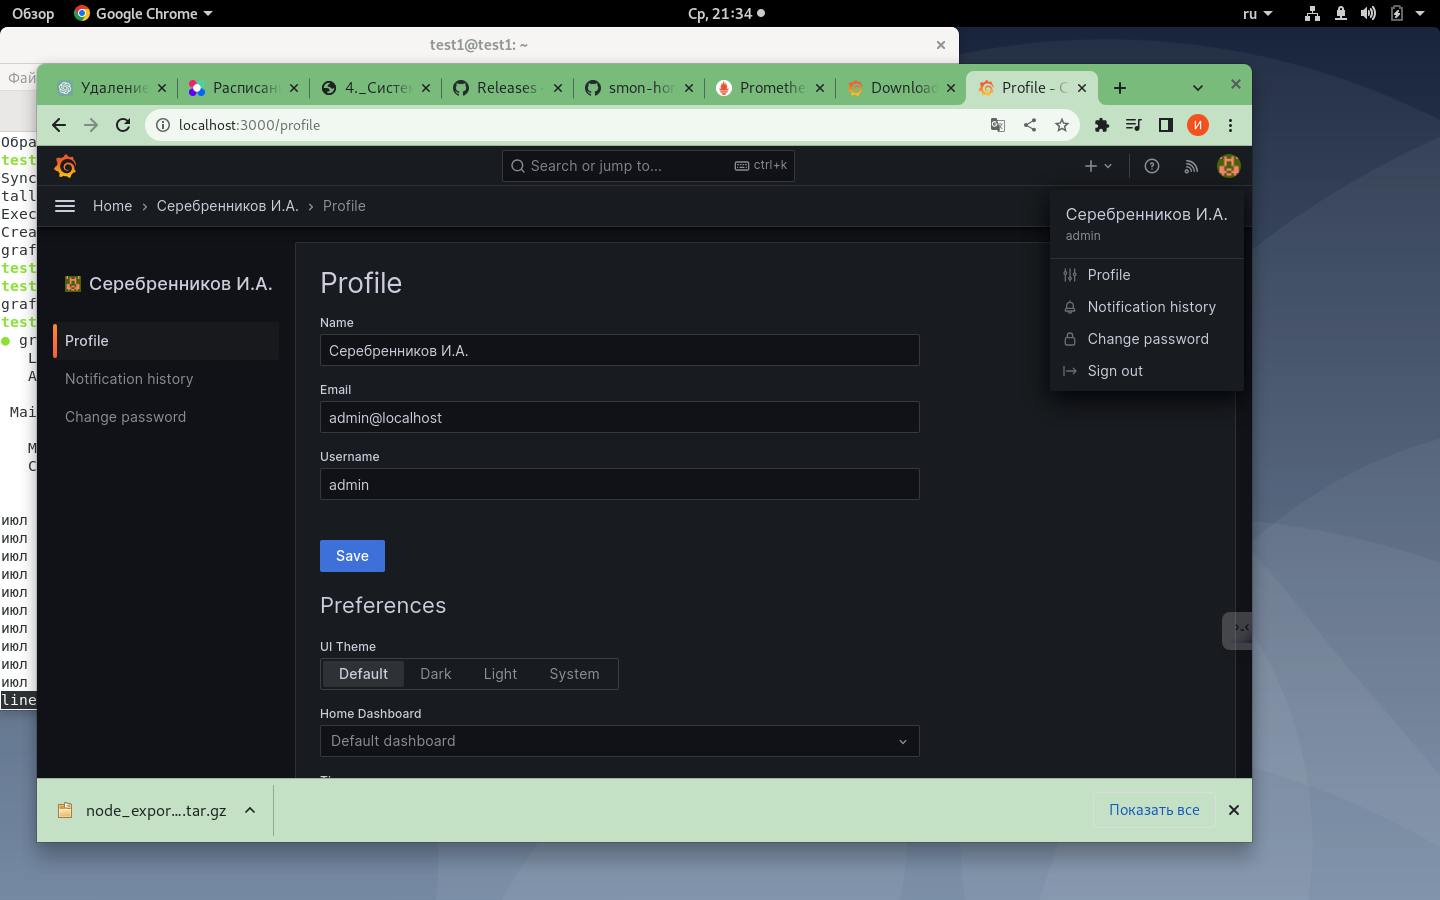 Обзор
Google Chrome
Ср, 21:34
ru
test1@test1: ~
Удаление
Расписан
4._Систе
Releases
smon-hor
Promethe
Download
Profile - G
localhost:3000/profile
И
Search or jump to...
ctrl+k
Home › Серебренников И.А. › Profile
Серебренников И.А.
admin
Profile
Notification history
Change password
Sign out
Серебренников И.А.
Profile
Notification history
Change password
Profile
Name
Серебренников И.А.
Email
admin@localhost
Username
admin
Save
Preferences
UI Theme
Default
Dark
Light
System
Home Dashboard
Default dashboard
node_expor....tar.gz
Показать все
Фай
Обра
test
Sync
tall
Exec
Crea
graf
test
test
graf
test
gr
L
A
Mai
M
C
июл
июл
июл
июл
июл
июл
июл
июл
июл
июл
line